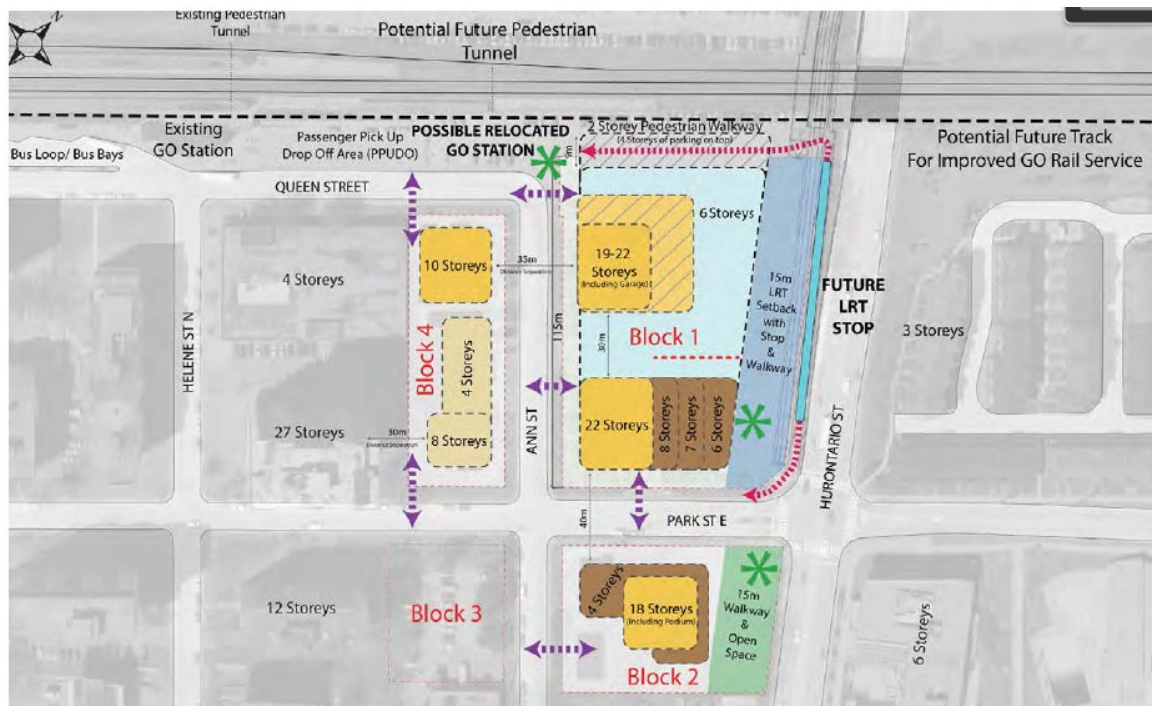 N
Existing Pedestrian
Tunnel
Potential Future Pedestrian
Tunnel
Existing
GO Station
Bus Loop/ Bus Bays
Passenger Pick Up
Drop Off Area (PPUDO)
POSSIBLE RELOCATED
GO STATION
2 Storey Pedestrian Walkway
(4 Storeys of parking on top)
9m
Potential Future Track
For Improved GO Rail Service
QUEEN STREET
6 Storeys
10 Storeys
35m
Distance Separation
19-22
Storeys
(Including Garage)
4 Storeys
HELENE ST N
Block 4
4 Storeys
115m
30m
Block 1
15m
LRT
Setback
with
Stop
&
Walkway
FUTURE
LRT
STOP
3 Storeys
27 Storeys
30m
Distance Separation
8 Storeys
ANN ST
22 Storeys
8 Storeys
7 Storeys
6 Storeys
HURONTARIO ST
40m
PARK ST E
12 Storeys
Block 3
4 Storeys
18 Storeys
(Including Podium)
Block 2
15m
Walkway
&
Open
Space
6 Storeys